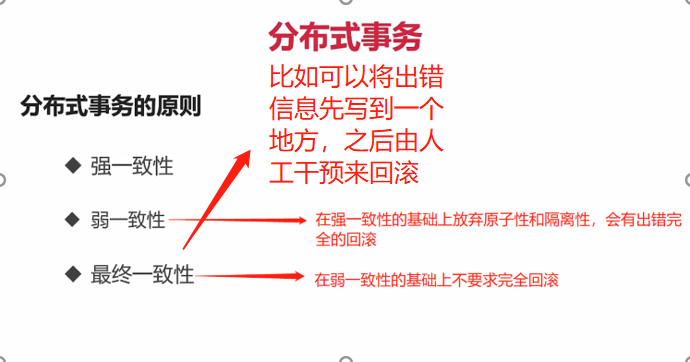 分布式事务
比如可以将出错
信息先写到一个
地方，之后由人
工干预来回滚
分布式事务的原则
◆ 强一致性
◆ 弱一致性
在强一致性的基础上放弃原子性和隔离性，会有出错完
全的回滚
◆ 最终一致性
在弱一致性的基础上不要求完全回滚